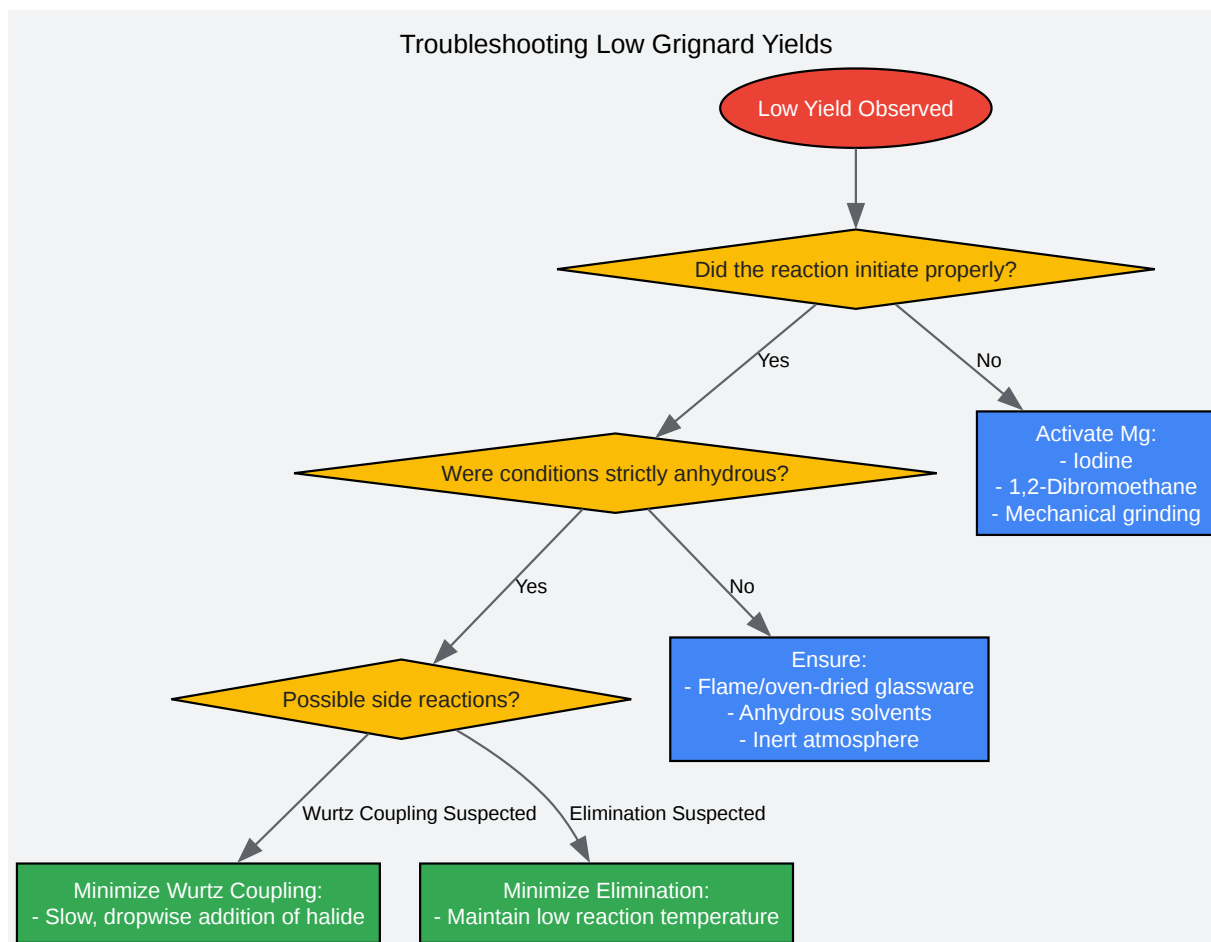 Troubleshooting Low Grignard Yields
Low Yield Observed
Did the reaction initiate properly?
Yes
No
Activate Mg:
- Iodine
- 1,2-Dibromoethane
- Mechanical grinding
Were conditions strictly anhydrous?
Yes
No
Ensure:
- Flame/oven-dried glassware
- Anhydrous solvents
- Inert atmosphere
Possible side reactions?
Wurtz Coupling Suspected
Elimination Suspected
Minimize Wurtz Coupling:
- Slow, dropwise addition of halide
Minimize Elimination:
- Maintain low reaction temperature